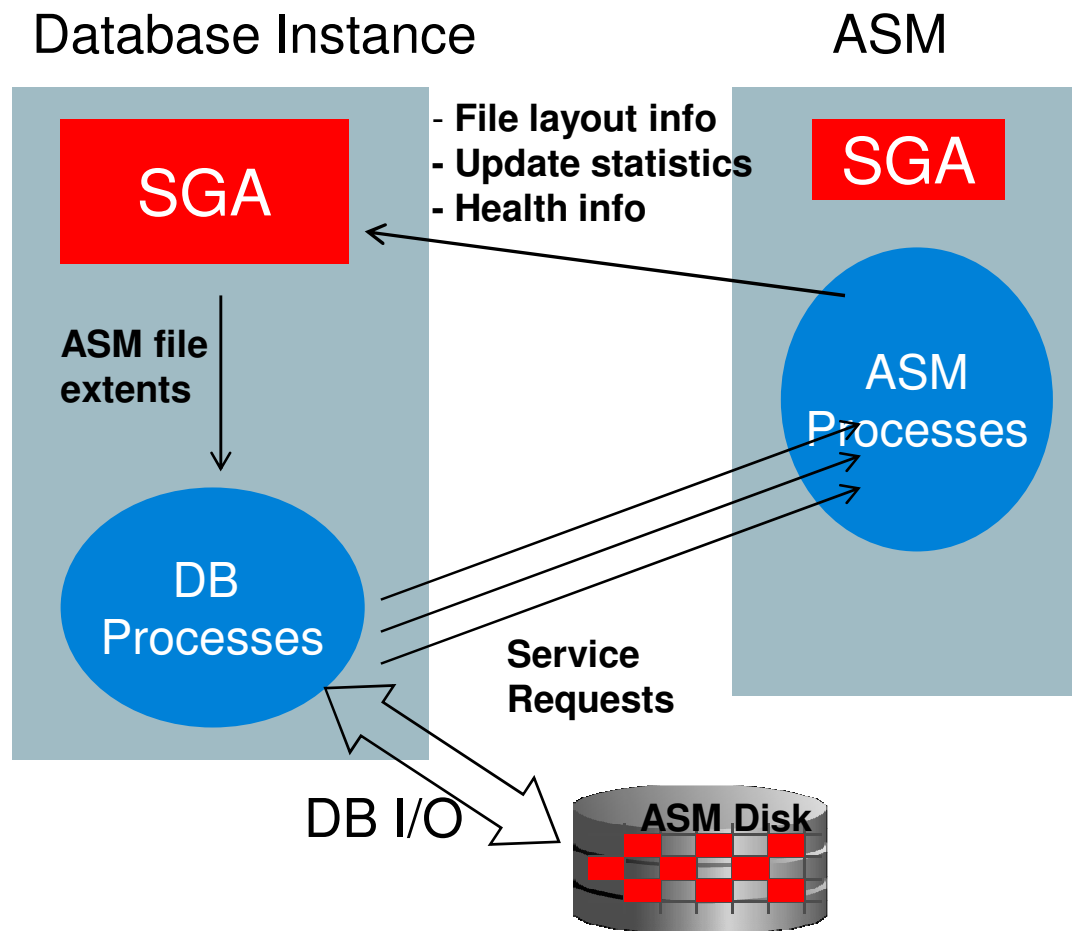 Database Instance
ASM
- File layout info
- Update statistics
- Health info
SGA
SGA
ASM file
extents
ASM
Processes
DB
Processes
Service
Requests
DB I/O
ASM Disk